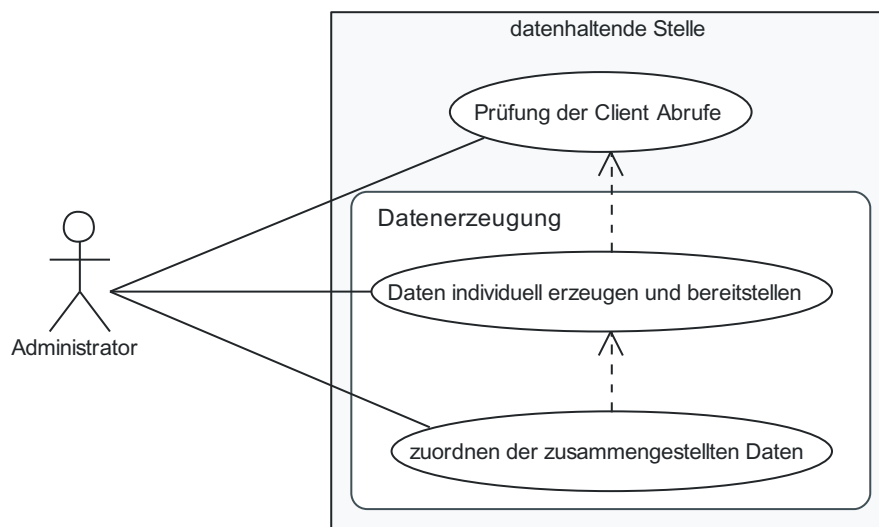 datenhaltende Stelle
Prüfung der Client Abrufe
Datenerzeugung
Daten individuell erzeugen und bereitstellen
Administrator
zuordnen der zusammengestellten Daten